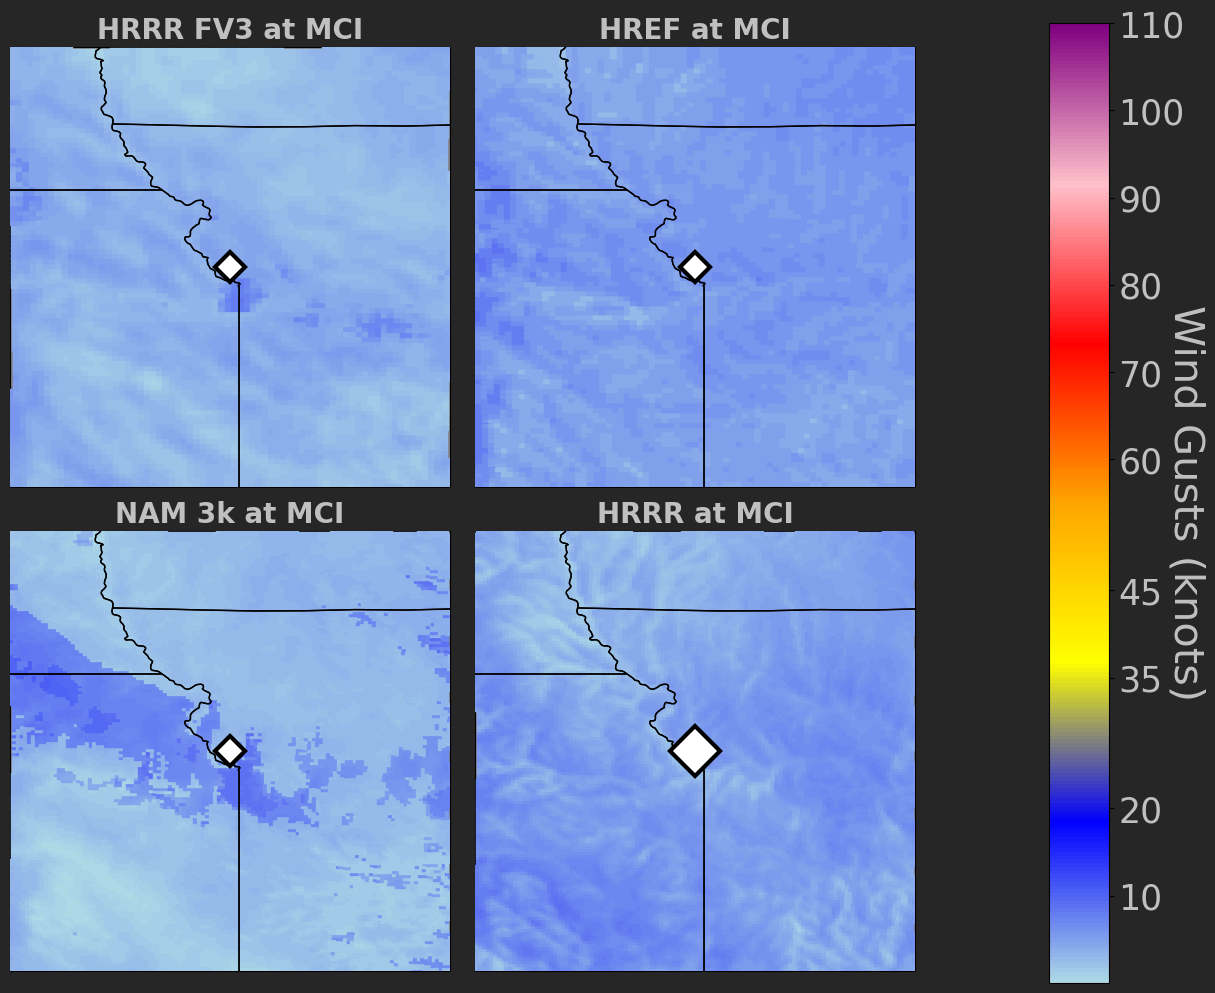 HRRR FV3 at MCI
HREF at MCI
NAM 3k at MCI
HRRR at MCI
110
100
90
80
70
60
45
35
20
10
Wind Gusts (knots)